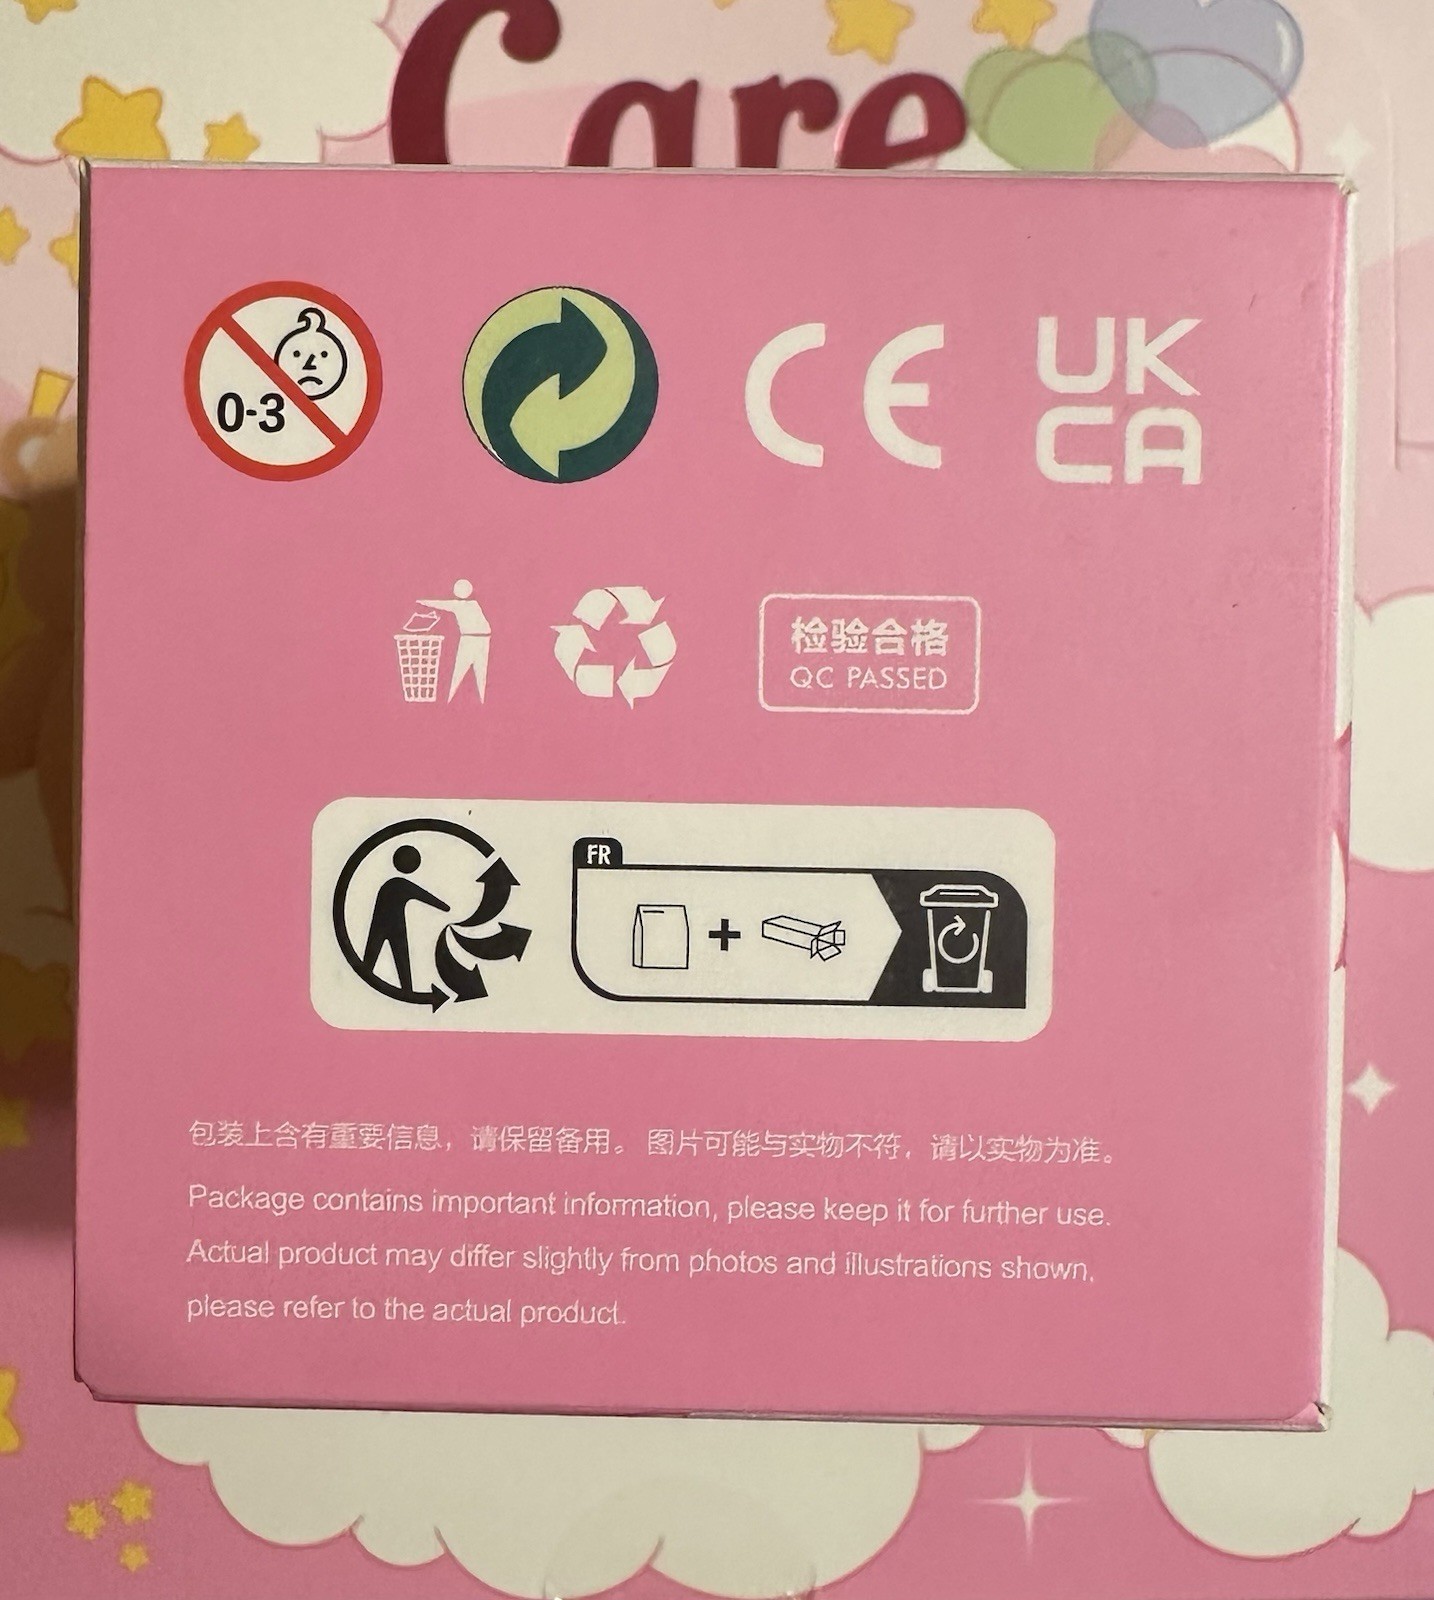 Care
0-3
CE
UK
CA
检验合格
QC PASSED
FR
包装上含有重要信息，请保留备用。图片可能与实物不符，请以实物为准。
Package contains important information, please keep it for further use.
Actual product may differ slightly from photos and illustrations shown,
please refer to the actual product.